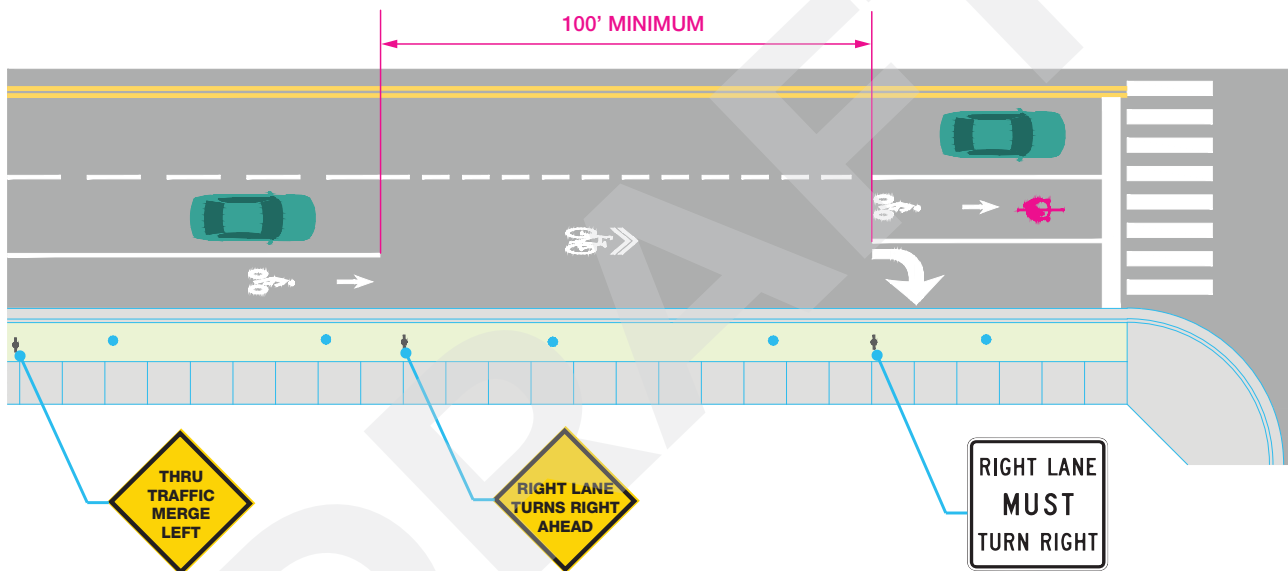 100’ MINIMUM
DRAFT
THRU
TRAFFIC
MERGE
LEFT
RIGHT LANE
TURNS RIGHT
AHEAD
RIGHT LANE
MUST
TURN RIGHT